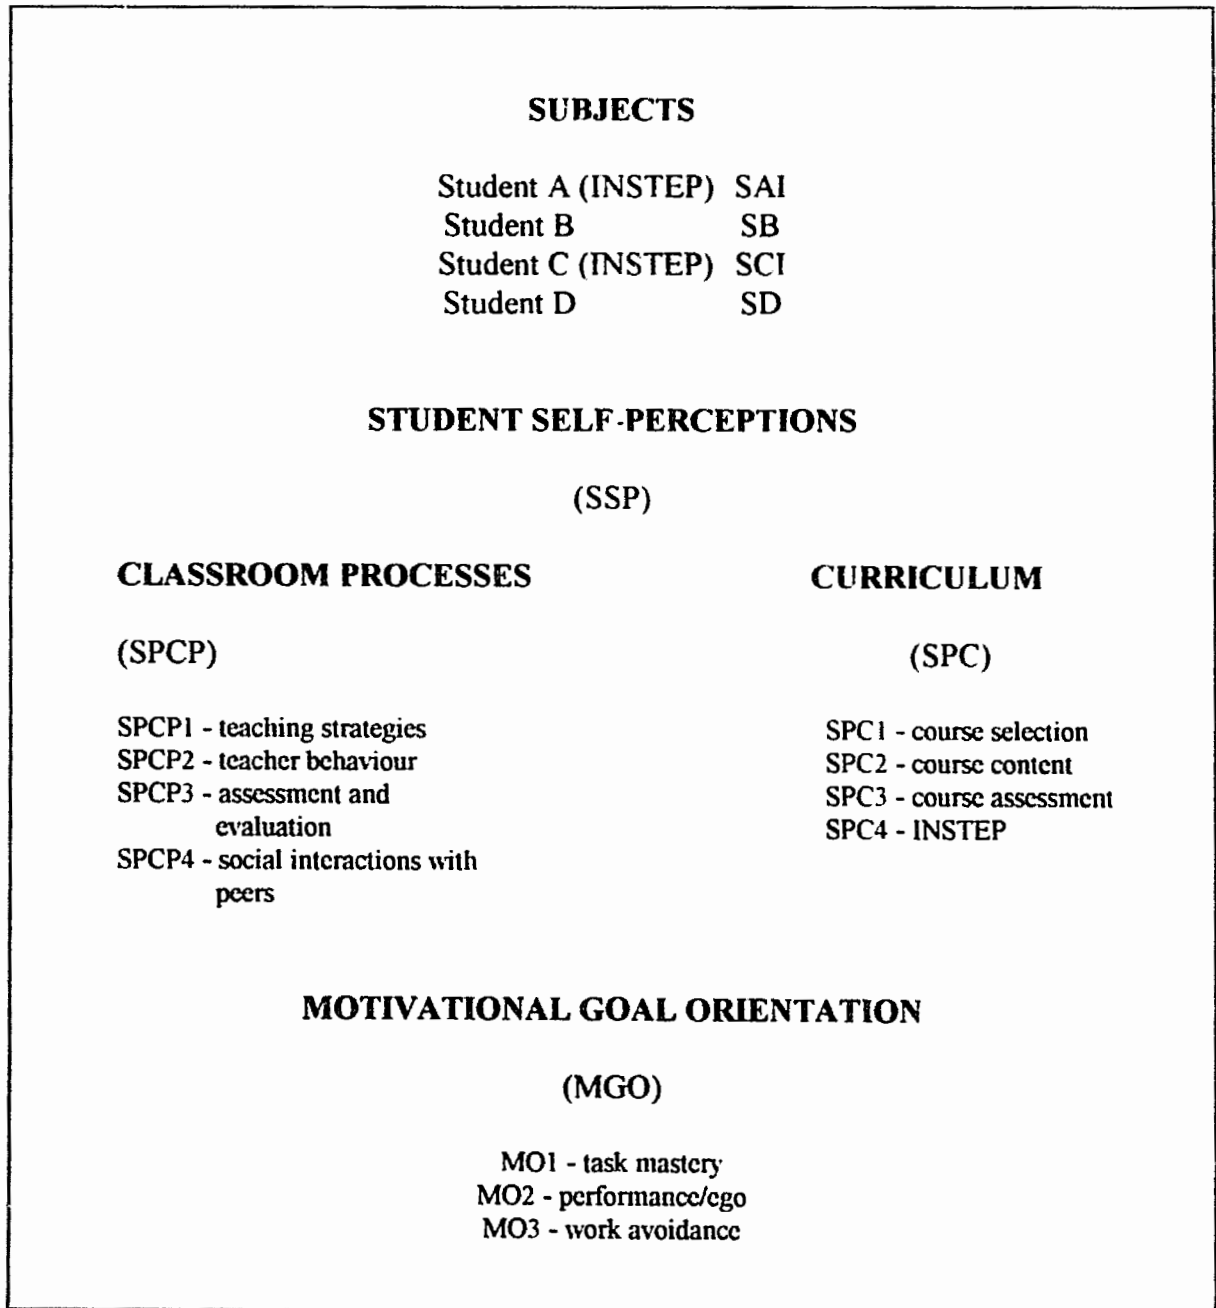 SUBJECTS
Student A (INSTEP) SAI
Student B SB
Student C (INSTEP) SCI
Student D SD
STUDENT SELF-PERCEPTIONS
(SSP)
CLASSROOM PROCESSES
(SPCP)
SPCP1 - teaching strategies
SPCP2 - teacher behaviour
SPCP3 - assessment and
evaluation
SPCP4 - social interactions with
peers
CURRICULUM
(SPC)
SPC1 - course selection
SPC2 - course content
SPC3 - course assessment
SPC4 - INSTEP
MOTIVATIONAL GOAL ORIENTATION
(MGO)
MO1 - task mastery
MO2 - performance/ego
MO3 - work avoidance